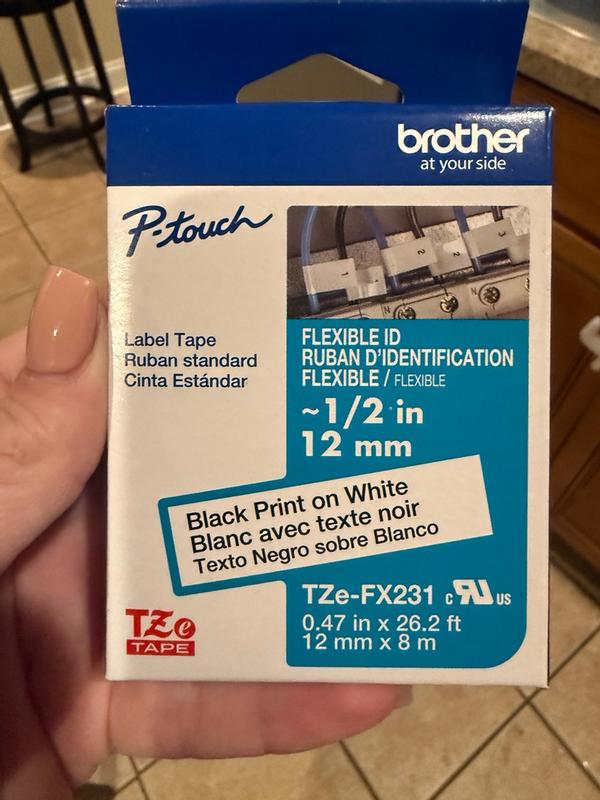 brother
at your side
P-touch
Label Tape
Ruban standard
Cinta Estándar
FLEXIBLE ID
RUBAN D'IDENTIFICATION
FLEXIBLE / FLEXIBLE
~1/2 in
12 mm
Black Print on White
Blanc avec texte noir
Texto Negro sobre Blanco
TZe-FX231 c RU US
0.47 in x 26.2 ft
12 mm x 8 m
TZe
TAPE